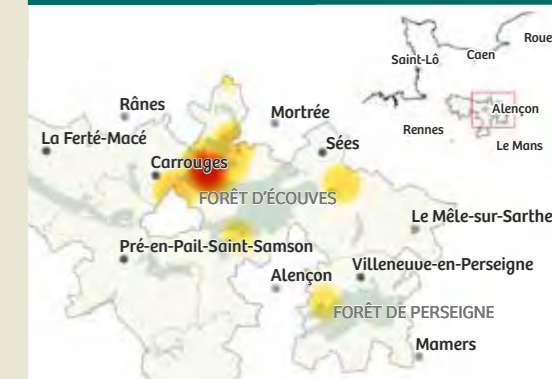 Roue
Saint-Lô
Caen
Alençon
Rennes
Le Mans
Rânes
Mortrée
La Ferté-Macé
Sées
Carrouges
FORÊT D'ÉCOUVES
Le Mêle-sur-Sarthe
Pré-en-Pail-Saint-Samson
Villeneuve-en-Perseigne
Alençon
FORÊT DE PERSEIGNE
Mamers